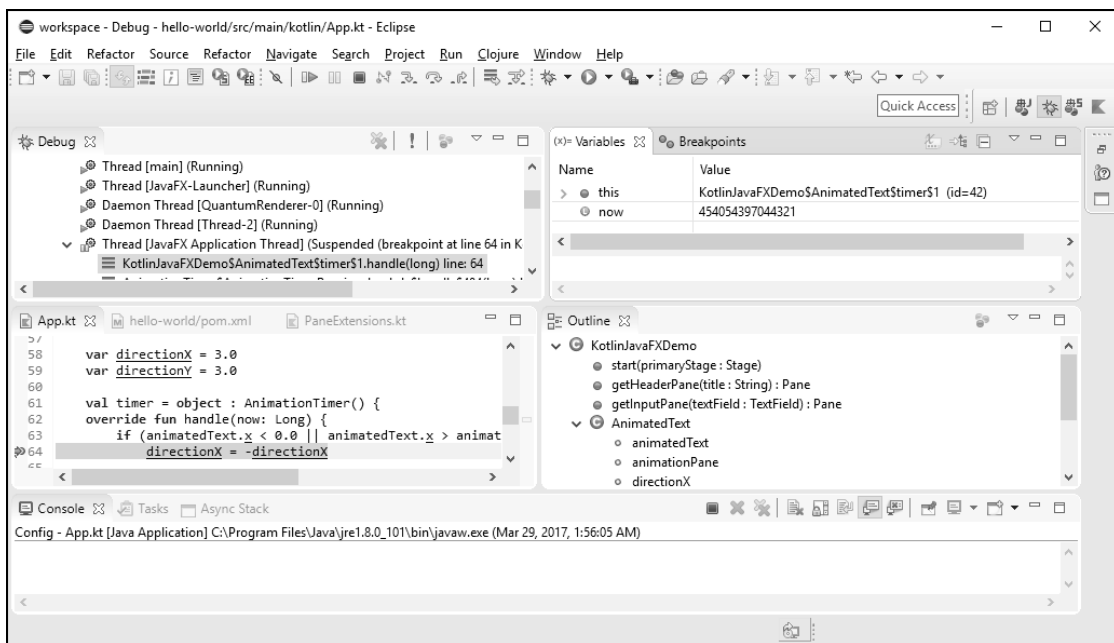 workspace - Debug - hello-world/src/main/kotlin/App.kt - Eclipse
File Edit Refactor Source Refactor Navigate Search Project Run Clojure Window Help
Quick Access
Debug
Thread [main] (Running)
Thread [JavaFX-Launcher] (Running)
Daemon Thread [QuantumRenderer-0] (Running)
Daemon Thread [Thread-2] (Running)
Thread [JavaFX Application Thread] (Suspended (breakpoint at line 64 in K
KotlinJavaFXDemo$AnimatedText$timer$1.handle(long) line: 64
(x)= Variables Breakpoints
Name Value
this KotlinJavaFXDemo$AnimatedText$timer$1 (id=42)
now 454054397044321
App.kt hello-world/pom.xml PaneExtensions.kt
57
58 var directionX = 3.0
59 var directionY = 3.0
60
61 val timer = object : AnimationTimer() {
62 override fun handle(now: Long) {
63 if (animatedText.x < 0.0 || animatedText.x > animat
64 directionX = -directionX
65
Outline
KotlinJavaFXDemo
start(primaryStage : Stage)
getHeaderPane(title : String) : Pane
getInputPane(textField : TextField) : Pane
AnimatedText
animatedText
animationPane
directionX
Console Tasks Async Stack
Config - App.kt [Java Application] C:\Program Files\Java\jre1.8.0_101\bin\javaw.exe (Mar 29, 2017, 1:56:05 AM)